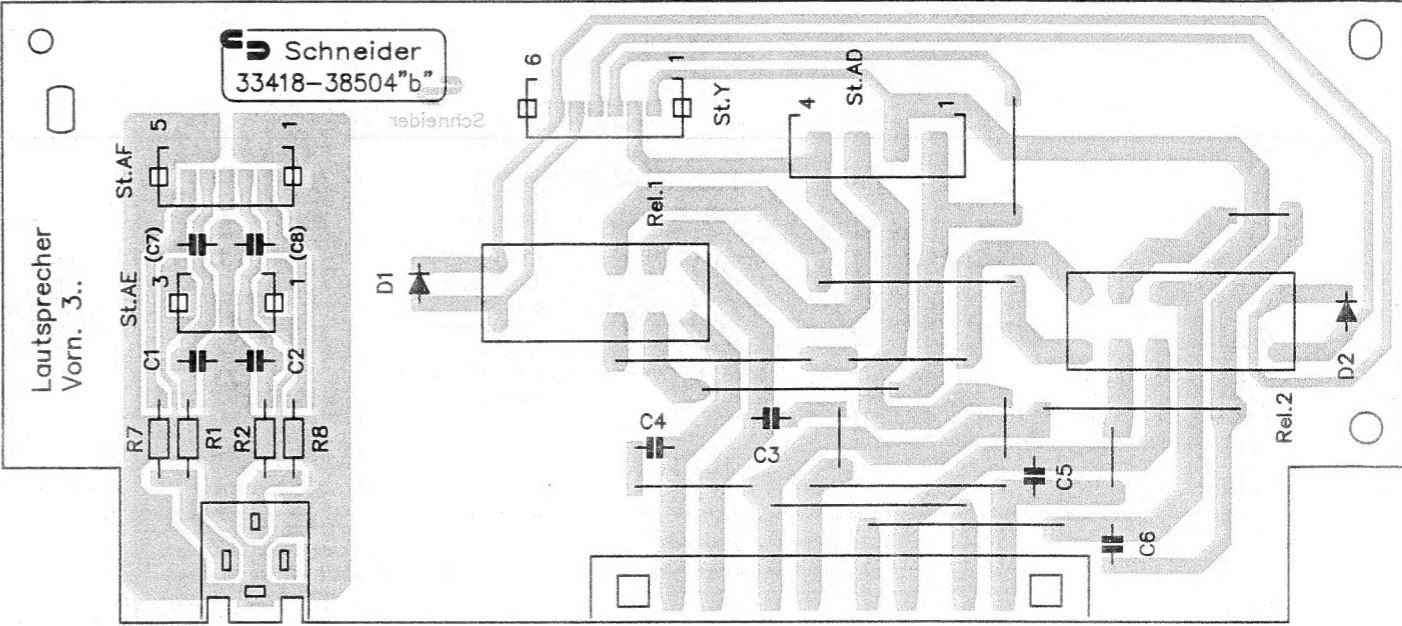 Schneider
33418-38504"b"
Schneider
Lautsprecher
Vorn. 3..
St.AF
5
1
(C7)
(C8)
St.AE
3
1
C1
C2
R7
R1
R2
R8
6
1
St.Y
St.AD
4
1
Rel.1
D1
C4
C3
C5
C6
D2
Rel.2